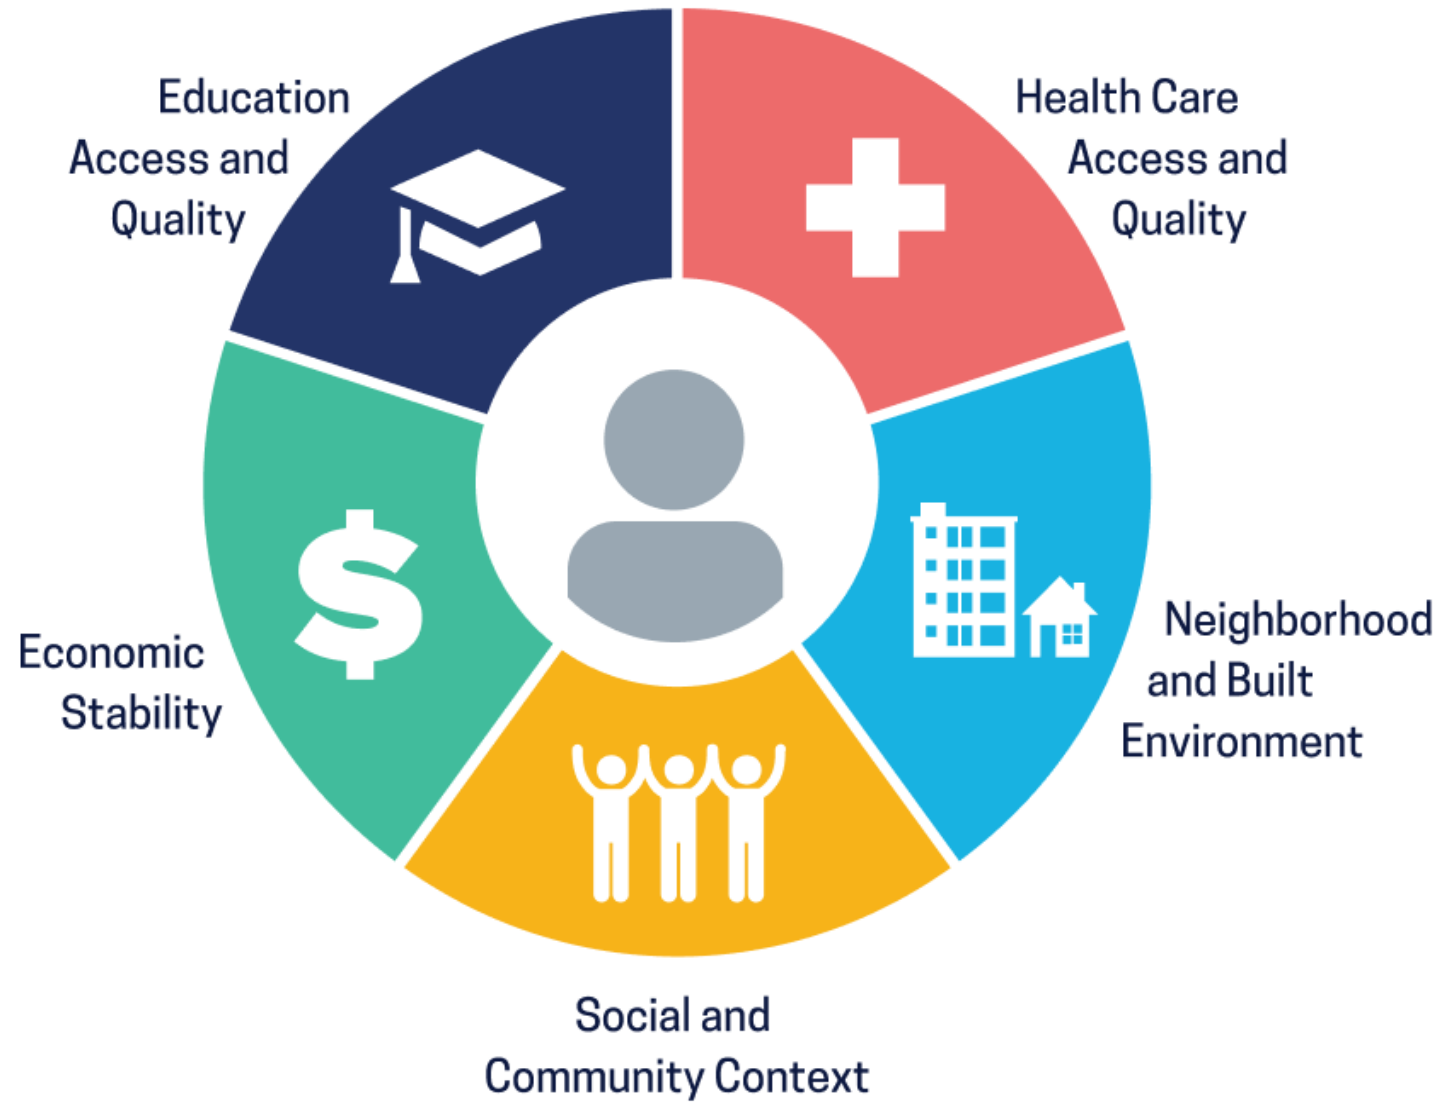 Education
Access and
Quality
Health Care
Access and
Quality
Economic
Stability
Neighborhood
and Built
Environment
Social and
Community Context